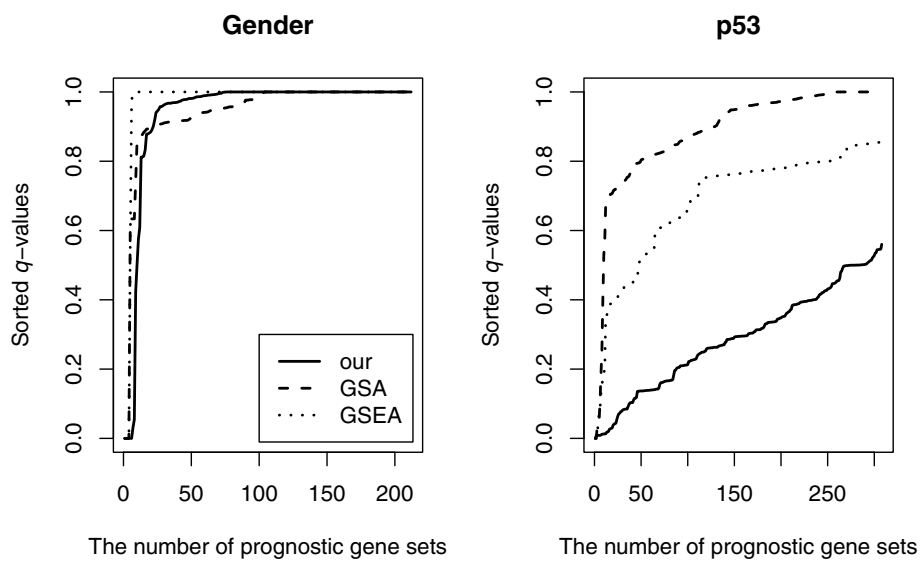 Gender
Sorted q−values
1.0
0.8
0.6
0.4
0.2
0.0
our
GSA
GSEA
0 50 100 150 200
The number of prognostic gene sets
p53
Sorted q−values
1.0
0.8
0.6
0.4
0.2
0.0
0 50 150 250
The number of prognostic gene sets